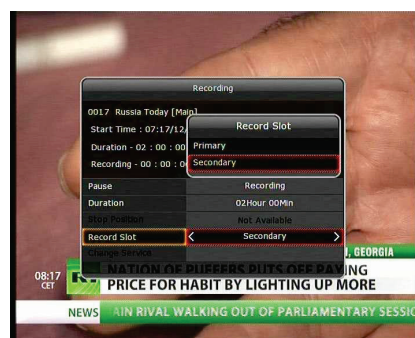 Recording
0017 Russia Today [Main]
Start Time : 07:17/12/
Record Slot
Duration - 02 : 00 : 00
Primary
Recording - 00 : 00 : 0
Secondary
Pause Recording
Duration 02Hour 00Min
Stop Position Not Available
Record Slot < Secondary >
Change Service
, GEORGIA
08:17
CET
NATION OF PUFFERS PUTS OFF PAYING
PRICE FOR HABIT BY LIGHTING UP MORE
NEWS AIN RIVAL WALKING OUT OF PARLIAMENTARY SESSIO